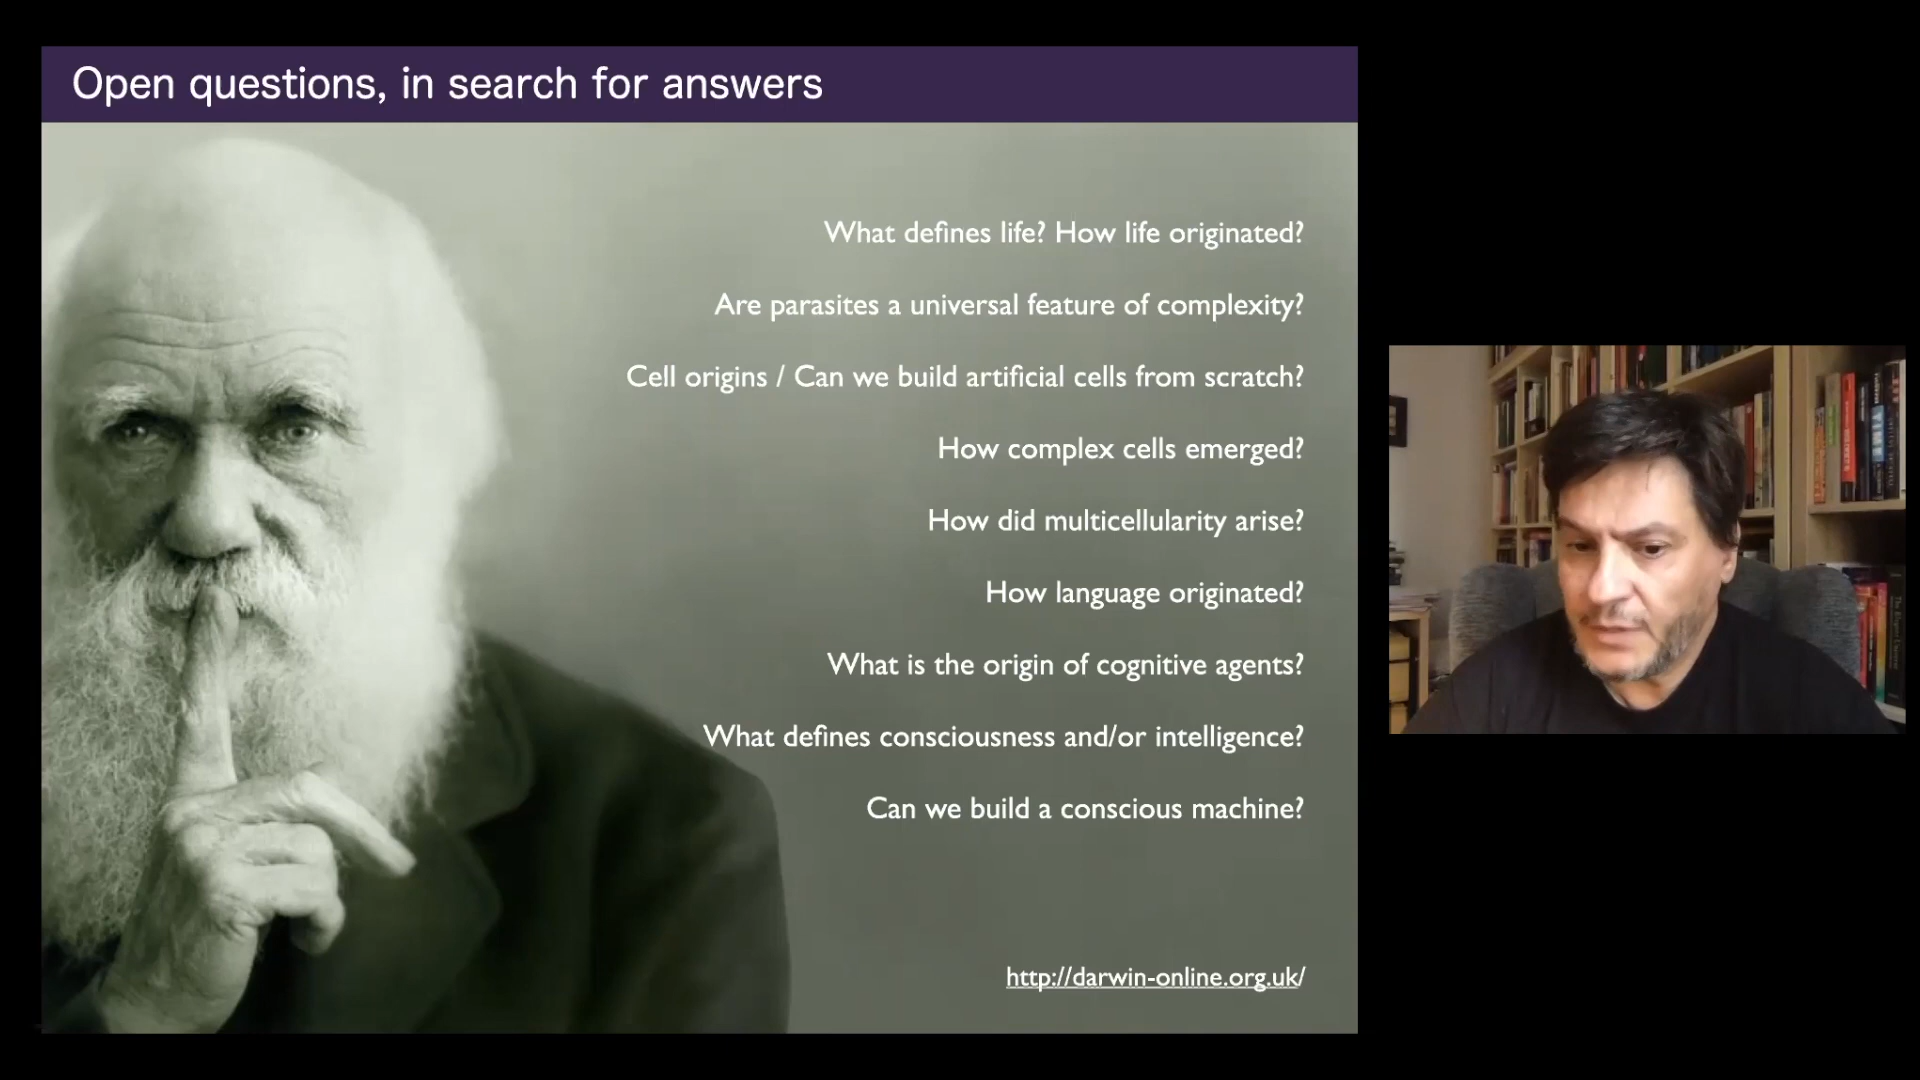 Open questions, in search for answers
What defines life? How life originated?
Are parasites a universal feature of complexity?
Cell origins / Can we build artificial cells from scratch?
How complex cells emerged?
How did multicellularity arise?
How language originated?
What is the origin of cognitive agents?
What defines consciousness and/or intelligence?
Can we build a conscious machine?
http://darwin-online.org.uk/